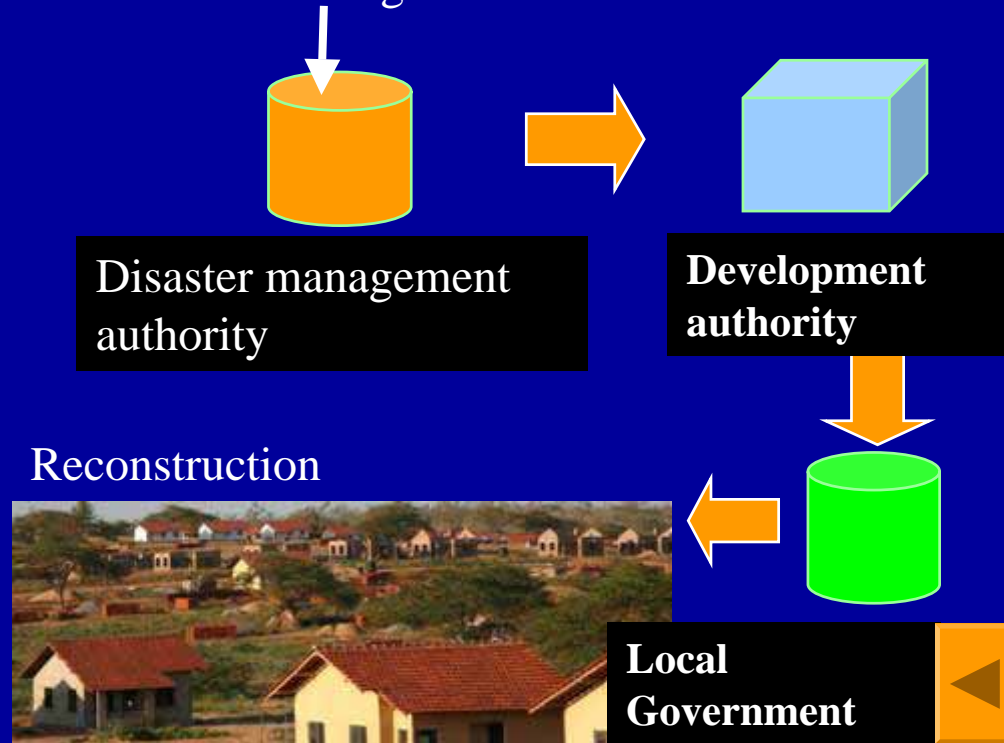 Disaster management
authority
Development
authority
Reconstruction
Local
Government